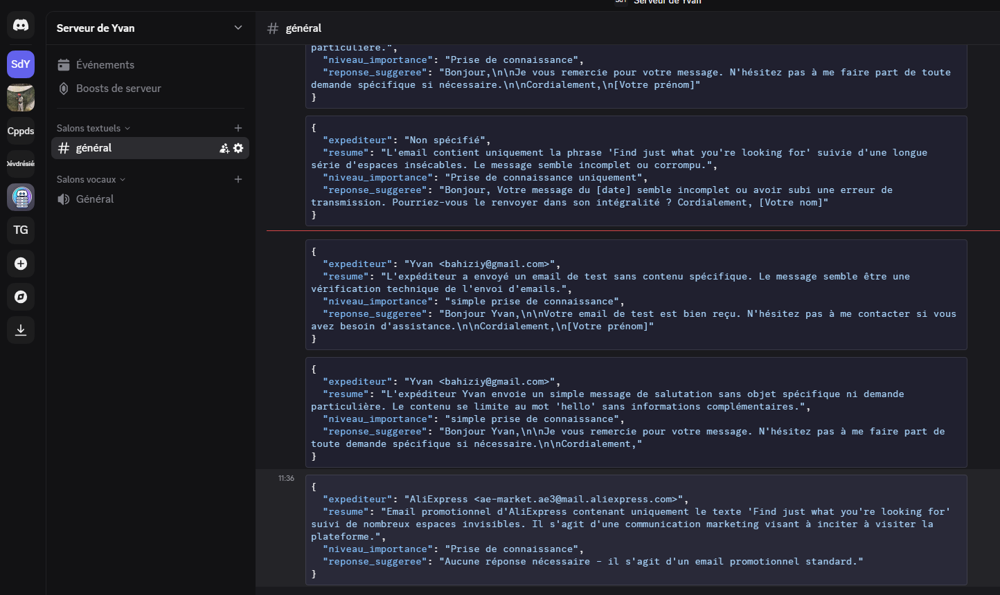 Serveur de Yvan
SdY
Cppds
TG
Serveur de Yvan
Événements
Boosts de serveur
Salons textuels
général
Salons vocaux
Général
# général
particulière.",
"niveau_importance": "Prise de connaissance",
"reponse_suggeree": "Bonjour,\n\nJe vous remercie pour votre message. N'hésitez pas à me faire part de toute
demande spécifique si nécessaire.\n\nCordialement,\n[Votre prénom]"
}
{
"expediteur": "Non spécifié",
"resume": "L'email contient uniquement la phrase 'Find just what you're looking for' suivie d'une longue
série d'espaces insécables. Le message semble incomplet ou corrompu.",
"niveau_importance": "Prise de connaissance uniquement",
"reponse_suggeree": "Bonjour, Votre message du [date] semble incomplet ou avoir subi une erreur de
transmission. Pourriez-vous le renvoyer dans son intégralité ? Cordialement, [Votre nom]"
}
{
"expediteur": "Yvan <bahiziy@gmail.com>",
"resume": "L'expéditeur a envoyé un email de test sans contenu spécifique. Le message semble être une
vérification technique de l'envoi d'emails.",
"niveau_importance": "simple prise de connaissance",
"reponse_suggeree": "Bonjour Yvan,\n\nVotre email de test est bien reçu. N'hésitez pas à me contacter si vous
avez besoin d'assistance.\n\nCordialement,\n[Votre prénom]"
}
{
"expediteur": "Yvan <bahiziy@gmail.com>",
"resume": "L'expéditeur Yvan envoie un simple message de salutation sans objet spécifique ni demande
particulière. Le contenu se limite au mot 'hello' sans informations complémentaires.",
"niveau_importance": "simple prise de connaissance",
"reponse_suggeree": "Bonjour Yvan,\n\nJe vous remercie pour votre message. N'hésitez pas à me faire part de
toute demande spécifique si nécessaire.\n\nCordialement,"
}
11:36
{
"expediteur": "AliExpress <ae-market.ae3@mail.aliexpress.com>",
"resume": "Email promotionnel d'AliExpress contenant uniquement le texte 'Find just what you're looking for'
suivi de nombreux espaces invisibles. Il s'agit d'une communication marketing visant à inciter à visiter la
plateforme.",
"niveau_importance": "Prise de connaissance",
"reponse_suggeree": "Aucune réponse nécessaire - il s'agit d'un email promotionnel standard."
}